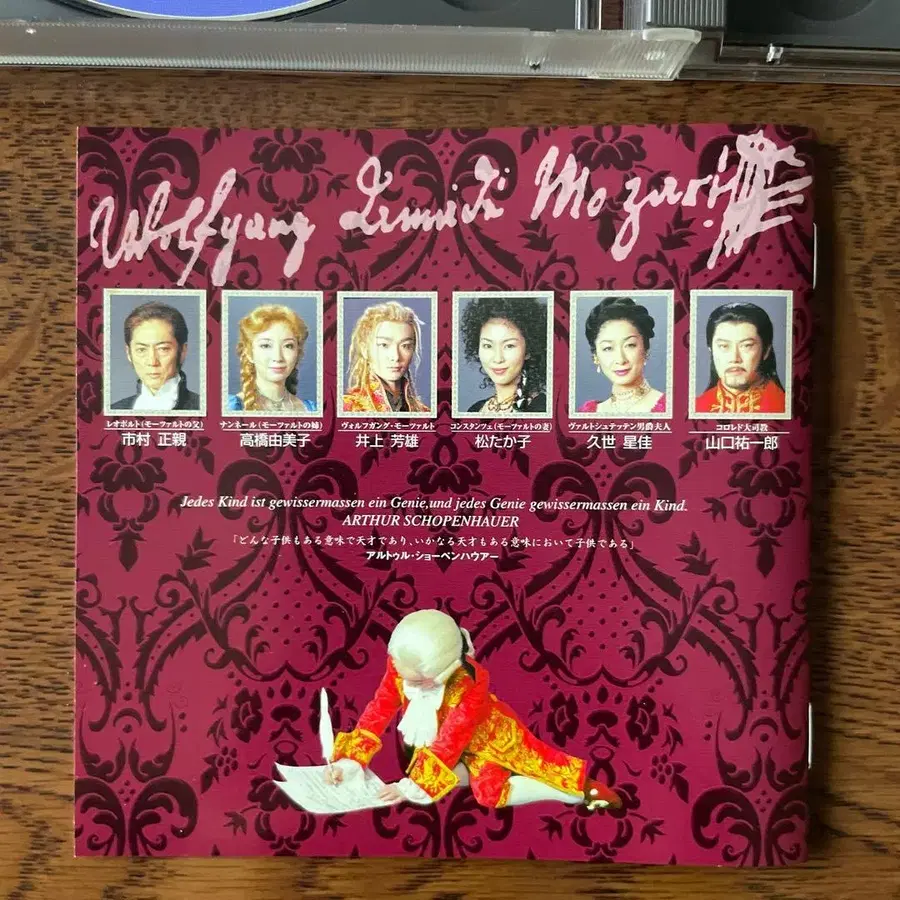 Wolfgang Amadè Mozart
レオポルト(モーツァルトの父)
市村 正親
ナンネール(モーツァルトの姉)
高橋由美子
ヴォルフガング・モーツァルト
井上 芳雄
コンスタンツェ(モーツァルトの妻)
松たか子
ヴァルトシュテッテン男爵夫人
久世 星佳
コロレド大司教
山口祐一郎
Jedes Kind ist gewissermassen ein Genie,und jedes Genie gewissermassen ein Kind.
ARTHUR SCHOPENHAUER
「どんな子供もある意味で天才であり、いかなる天才もある意味において子供である」
アルトゥル・ショーペンハウアー